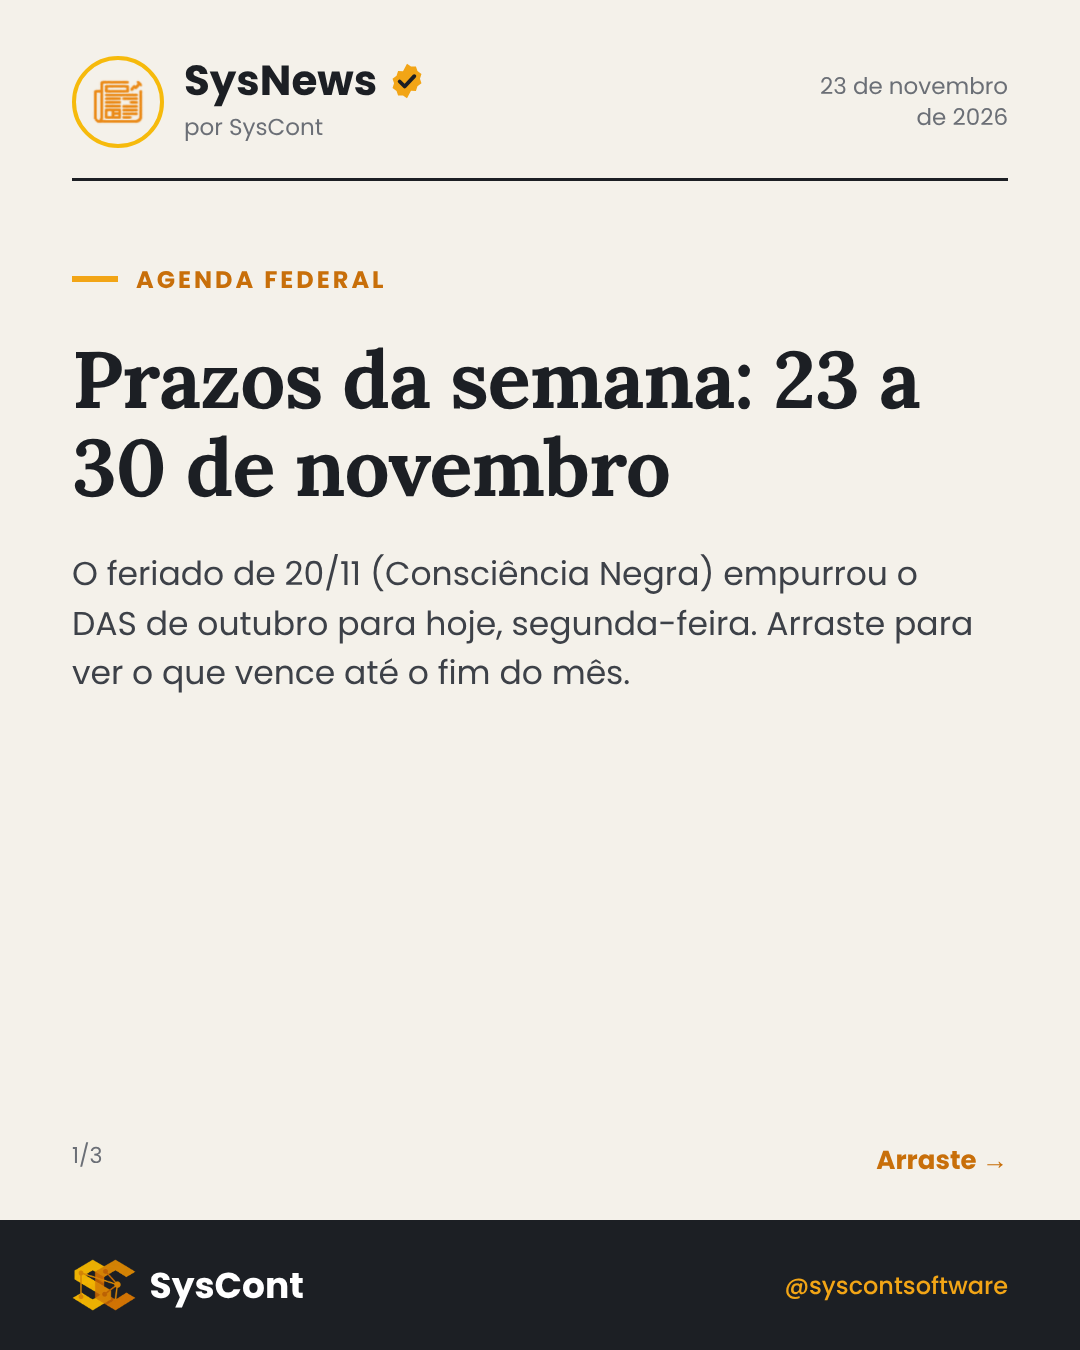 SysNews
por SysCont
23 de novembro
de 2026
AGENDA FEDERAL
Prazos da semana: 23 a
30 de novembro
O feriado de 20/11 (Consciência Negra) empurrou o
DAS de outubro para hoje, segunda-feira. Arraste para
ver o que vence até o fim do mês.
1/3
Arraste →
SysCont
@syscontsoftware